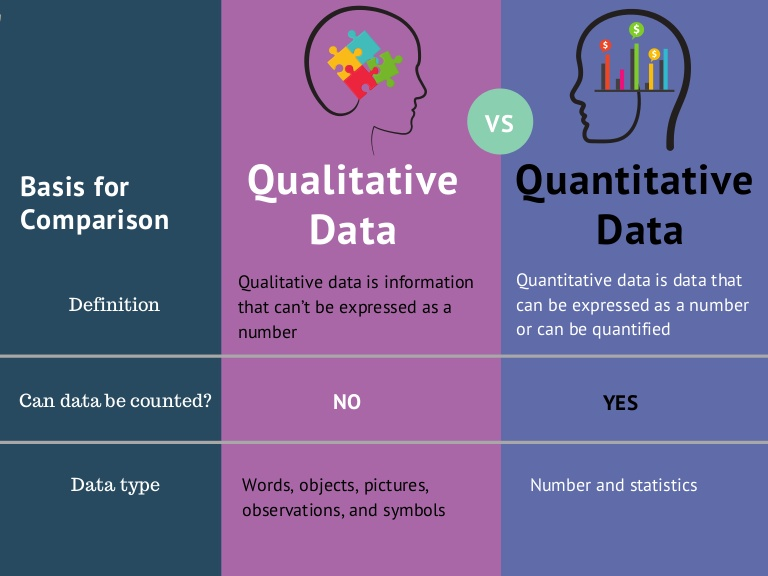 $
$
$
VS
Basis for
Comparison
Qualitative
Data
Quantitative
Data
Definition
Qualitative data is information
that can’t be expressed as a
number
Quantitative data is data that
can be expressed as a number
or can be quantified
Can data be counted?
NO
YES
Data type
Words, objects, pictures,
observations, and symbols
Number and statistics